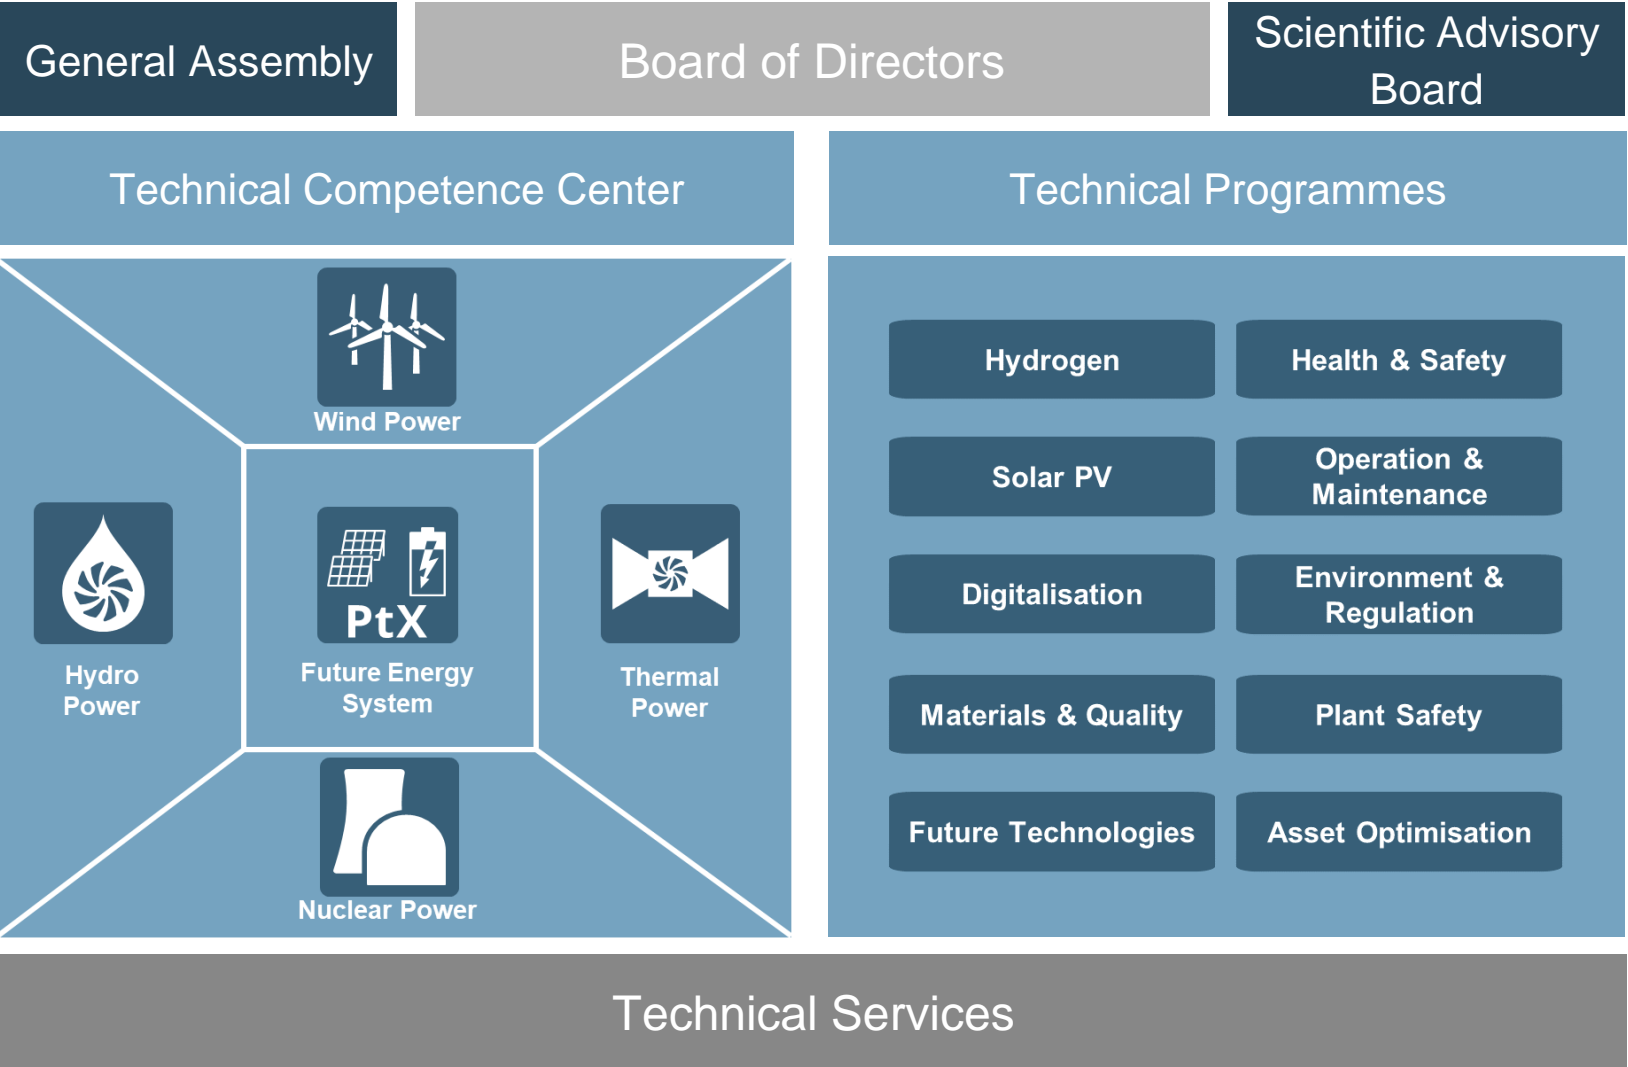 General Assembly
Board of Directors
Scientific Advisory
Board
Technical Competence Center
Technical Programmes
Wind Power
Hydro
Power
PtX
Future Energy
System
Thermal
Power
Nuclear Power
Hydrogen
Health & Safety
Solar PV
Operation &
Maintenance
Digitalisation
Environment &
Regulation
Materials & Quality
Plant Safety
Future Technologies
Asset Optimisation
Technical Services